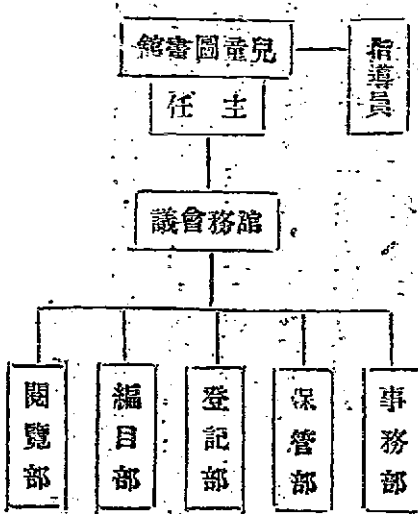 兒童圖書館
指導員
主任
館務會議
事務部
保管部
登記部
編目部
閱覽部